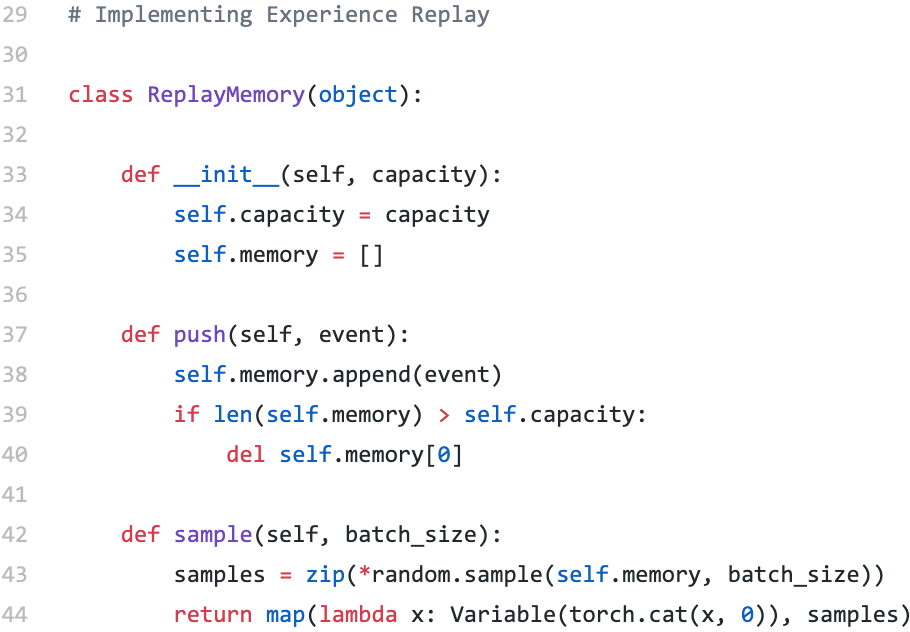 29 # Implementing Experience Replay
30
31 class ReplayMemory(object):
32
33     def __init__(self, capacity):
34         self.capacity = capacity
35         self.memory = []
36
37     def push(self, event):
38         self.memory.append(event)
39         if len(self.memory) > self.capacity:
40             del self.memory[0]
41
42     def sample(self, batch_size):
43         samples = zip(*random.sample(self.memory, batch_size))
44         return map(lambda x: Variable(torch.cat(x, 0)), samples)